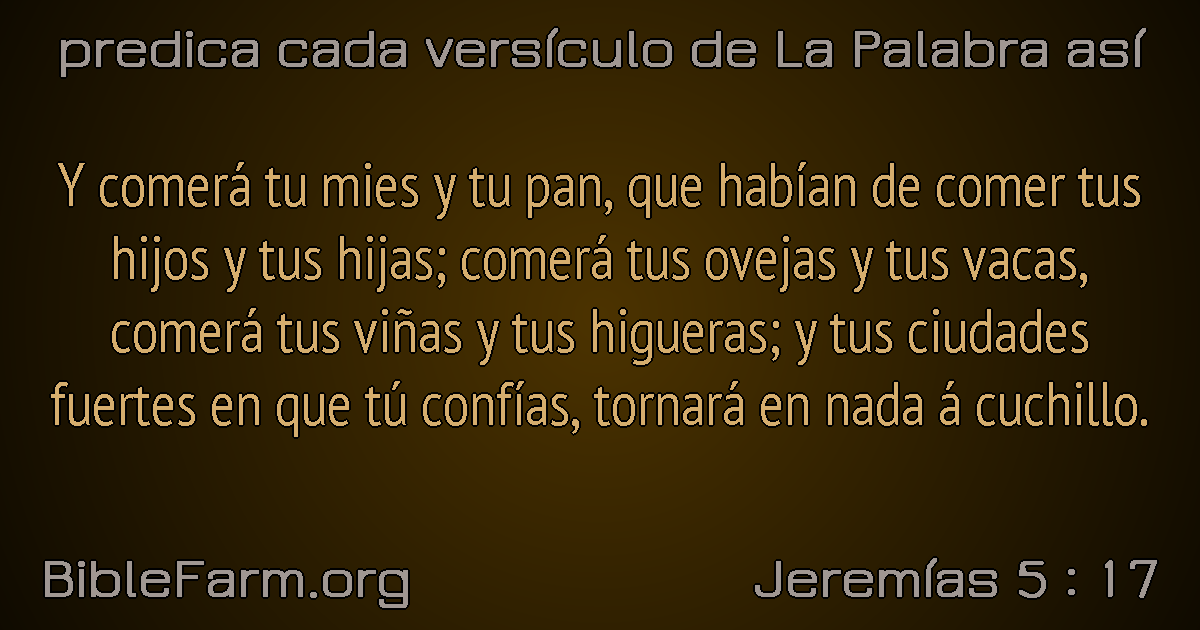 predica cada versículo de La Palabra así
Y comerá tu mies y tu pan, que habían de comer tus
hijos y tus hijas; comerá tus ovejas y tus vacas,
comerá tus viñas y tus higueras; y tus ciudades
fuertes en que tú confías, tornará en nada á cuchillo.
BibleFarm.org
Jeremías 5 : 17